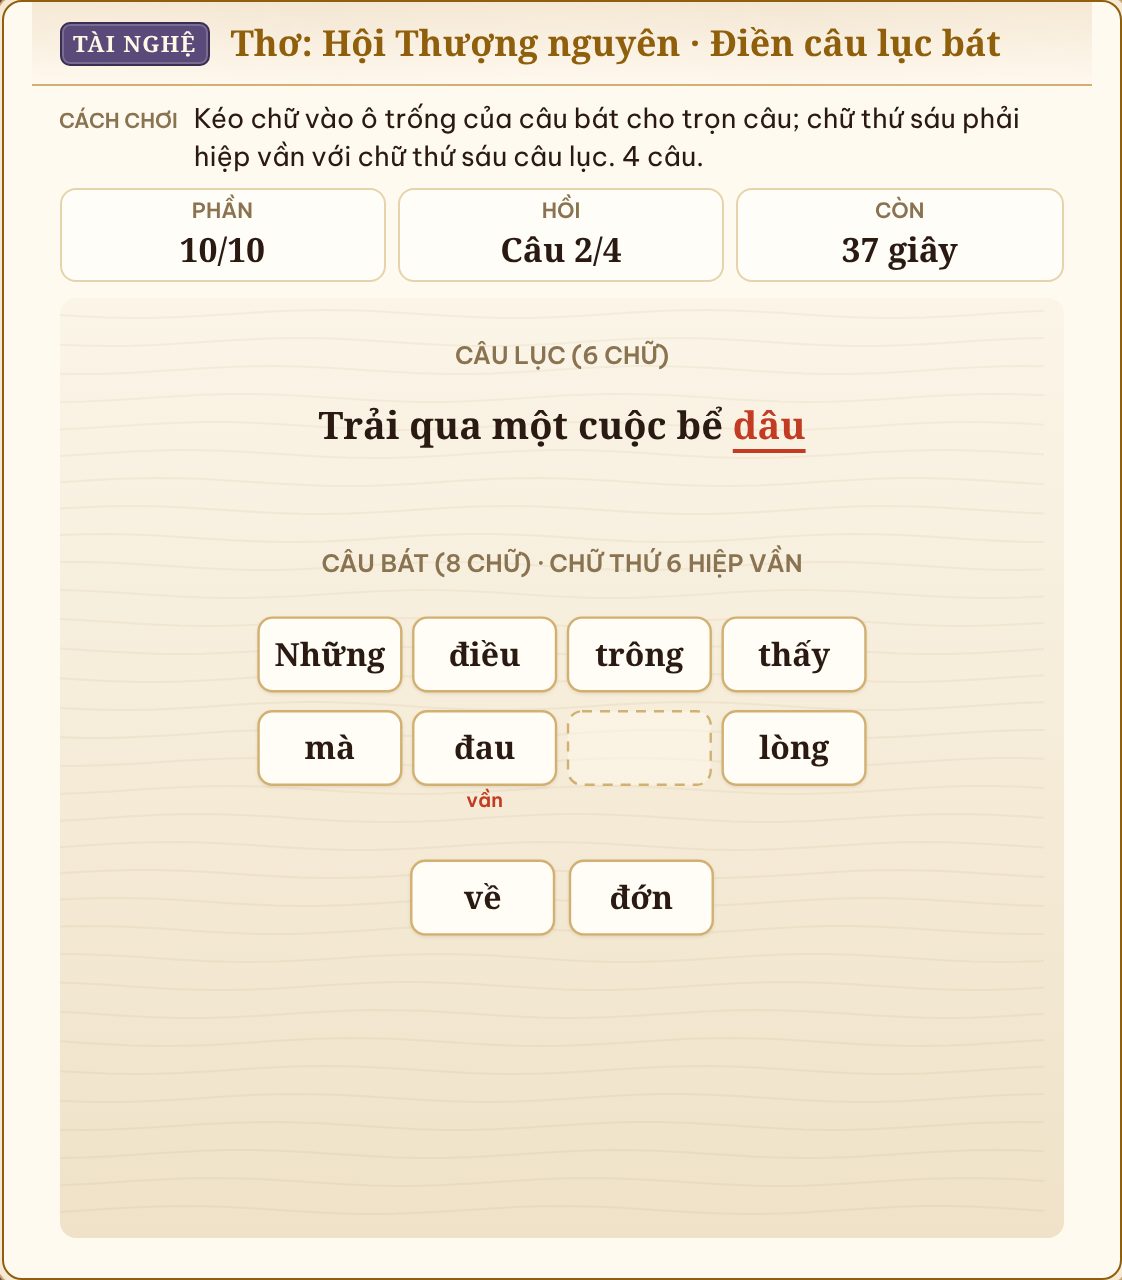 TÀI NGHỆ Thơ: Hội Thượng nguyên · Điền câu lục bát
CÁCH CHƠI Kéo chữ vào ô trống của câu bát cho trọn câu; chữ thứ sáu phải
hiệp vần với chữ thứ sáu câu lục. 4 câu.
PHẦN HỒI CÒN
10/10 Câu 2/4 37 giây
CÂU LỤC (6 CHỮ)
Trải qua một cuộc bể dâu
CÂU BÁT (8 CHỮ) · CHỮ THỨ 6 HIỆP VẦN
Những điều trông thấy
mà đau lòng
vần
về đớn